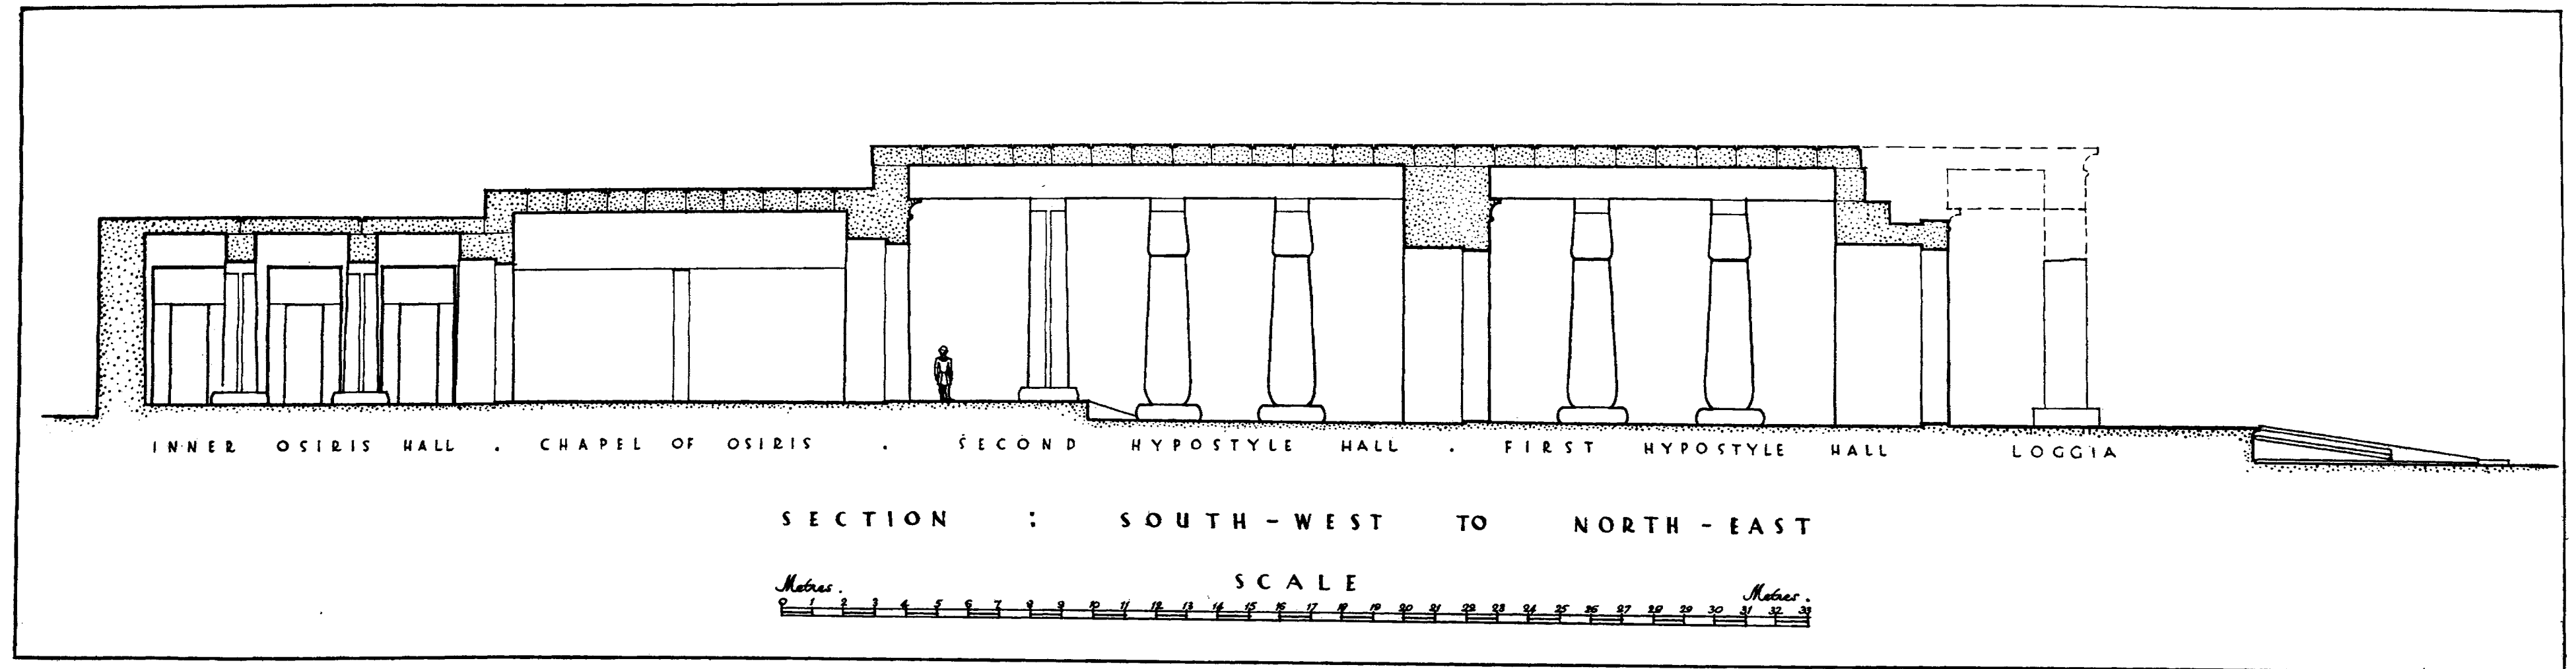 INNER OSIRIS HALL . CHAPEL OF OSIRIS . SECOND HYPOSTYLE HALL . FIRST HYPOSTYLE HALL LOGGIA
SECTION : SOUTH-WEST TO NORTH-EAST
SCALE
Metres. Metres.
0 1 2 3 4 5 6 7 8 9 10 11 12 13 14 15 16 17 18 19 20 21 22 23 24 25 26 27 28 29 30 31 32 33